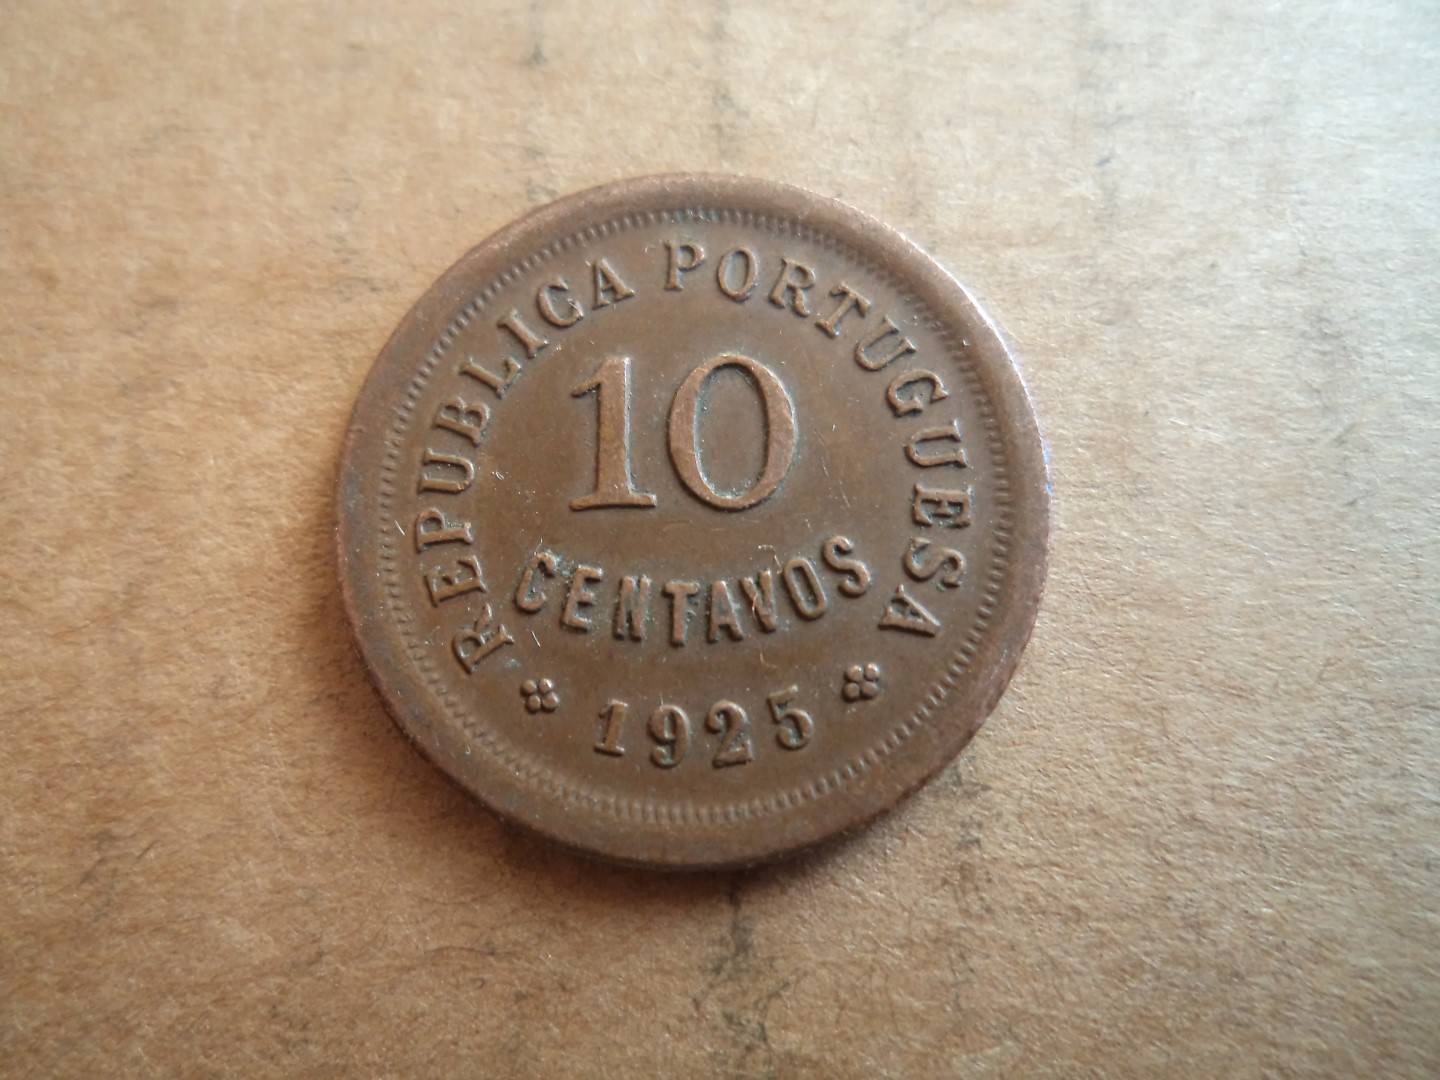 REPUBLICA PORTUGUESA
10
CENTAVOS
1925